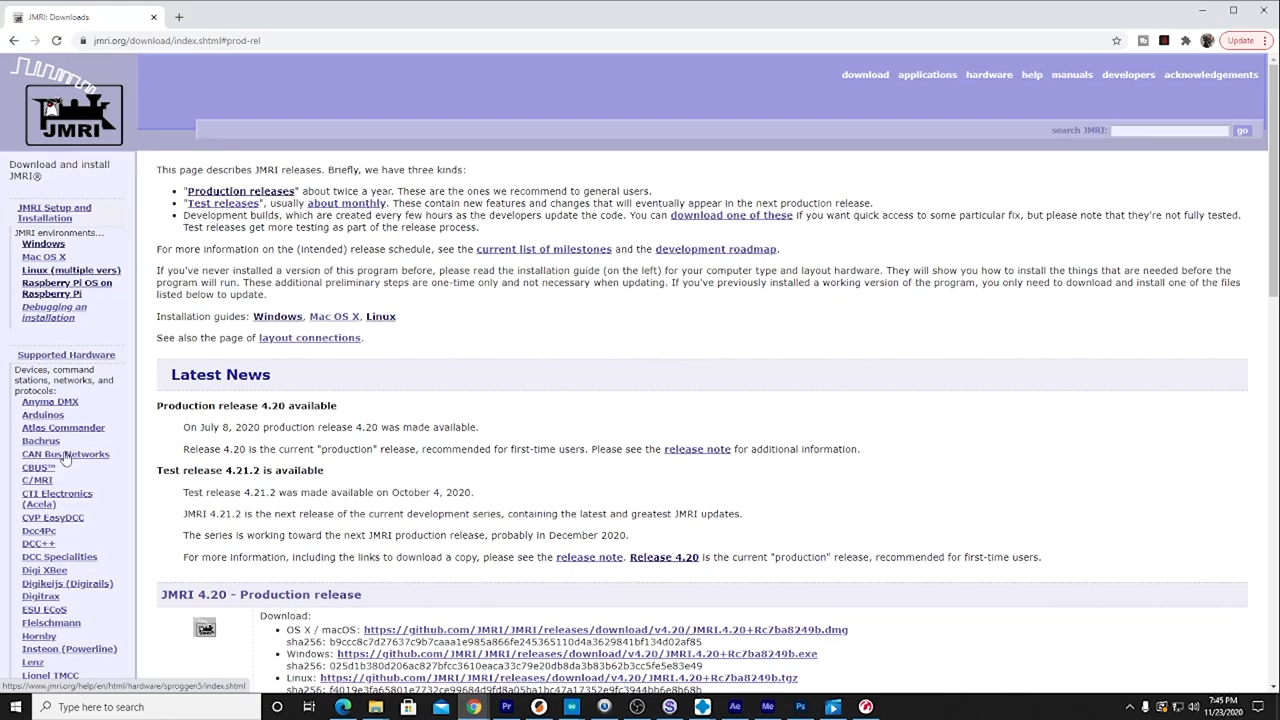 JMRI: Downloads
jmri.org/download/index.shtml#prod-rel
Update
JMRI
download applications hardware help manuals developers acknowledgements
search JMRI: go
Download and install
JMRI®
JMRI Setup and
Installation
JMRI environments...
Windows
Mac OS X
Linux (multiple vers)
Raspberry Pi OS on
Raspberry Pi
Debugging an
installation
Supported Hardware
Devices, command
stations, networks, and
protocols:
Anyma DMX
Arduinos
Atlas Commander
Bachrus
CAN Bus Networks
CBUS™
C/MRI
CTI Electronics
(Acela)
CVP EasyDCC
Dcc4Pc
DCC++
DCC Specialities
Digi XBee
Digikeijs (Digirails)
Digitrax
ESU ECoS
Fleischmann
Hornby
Insteon (Powerline)
Lenz
Lionel TMCC
This page describes JMRI releases. Briefly, we have three kinds:
"Production releases" about twice a year. These are the ones we recommend to general users.
"Test releases", usually about monthly. These contain new features and changes that will eventually appear in the next production release.
Development builds, which are created every few hours as the developers update the code. You can download one of these if you want quick access to some particular fix, but please note that they're not fully tested.
Test releases get more testing as part of the release process.
For more information on the (intended) release schedule, see the current list of milestones and the development roadmap.
If you've never installed a version of this program before, please read the installation guide (on the left) for your computer type and layout hardware. They will show you how to install the things that are needed before the
program will run. These additional preliminary steps are one-time only and not necessary when updating. If you've previously installed a working version of the program, you only need to download and install one of the files
listed below to update.
Installation guides: Windows, Mac OS X, Linux
See also the page of layout connections.
Latest News
Production release 4.20 available
On July 8, 2020 production release 4.20 was made available.
Release 4.20 is the current "production" release, recommended for first-time users. Please see the release note for additional information.
Test release 4.21.2 is available
Test release 4.21.2 was made available on October 4, 2020.
JMRI 4.21.2 is the next release of the current development series, containing the latest and greatest JMRI updates.
The series is working toward the next JMRI production release, probably in December 2020.
For more information, including the links to download a copy, please see the release note. Release 4.20 is the current "production" release, recommended for first-time users.
JMRI 4.20 - Production release
Download:
OS X / macOS: https://github.com/JMRI/JMRI/releases/download/v4.20/JMRI.4.20+Rc7ba8249b.dmg
sha256: b9ccc8c7d27637c9b7caaa1e985a866fe245365110d4a3629841bf134d02af85
Windows: https://github.com/JMRI/JMRI/releases/download/v4.20/JMRI.4.20+Rc7ba8249b.exe
sha256: 025d1b380d206ac827bfcc3610eaca33c79e20db8da3b83b62b3cc5fe5e83e49
Linux: https://github.com/JMRI/JMRI/releases/download/v4.20/JMRI.4.20+Rc7ba8249b.tgz
https://www.jmri.org/help/en/html/hardware/sproggen5/index.shtml
Type here to search
7:45 PM
11/23/2020